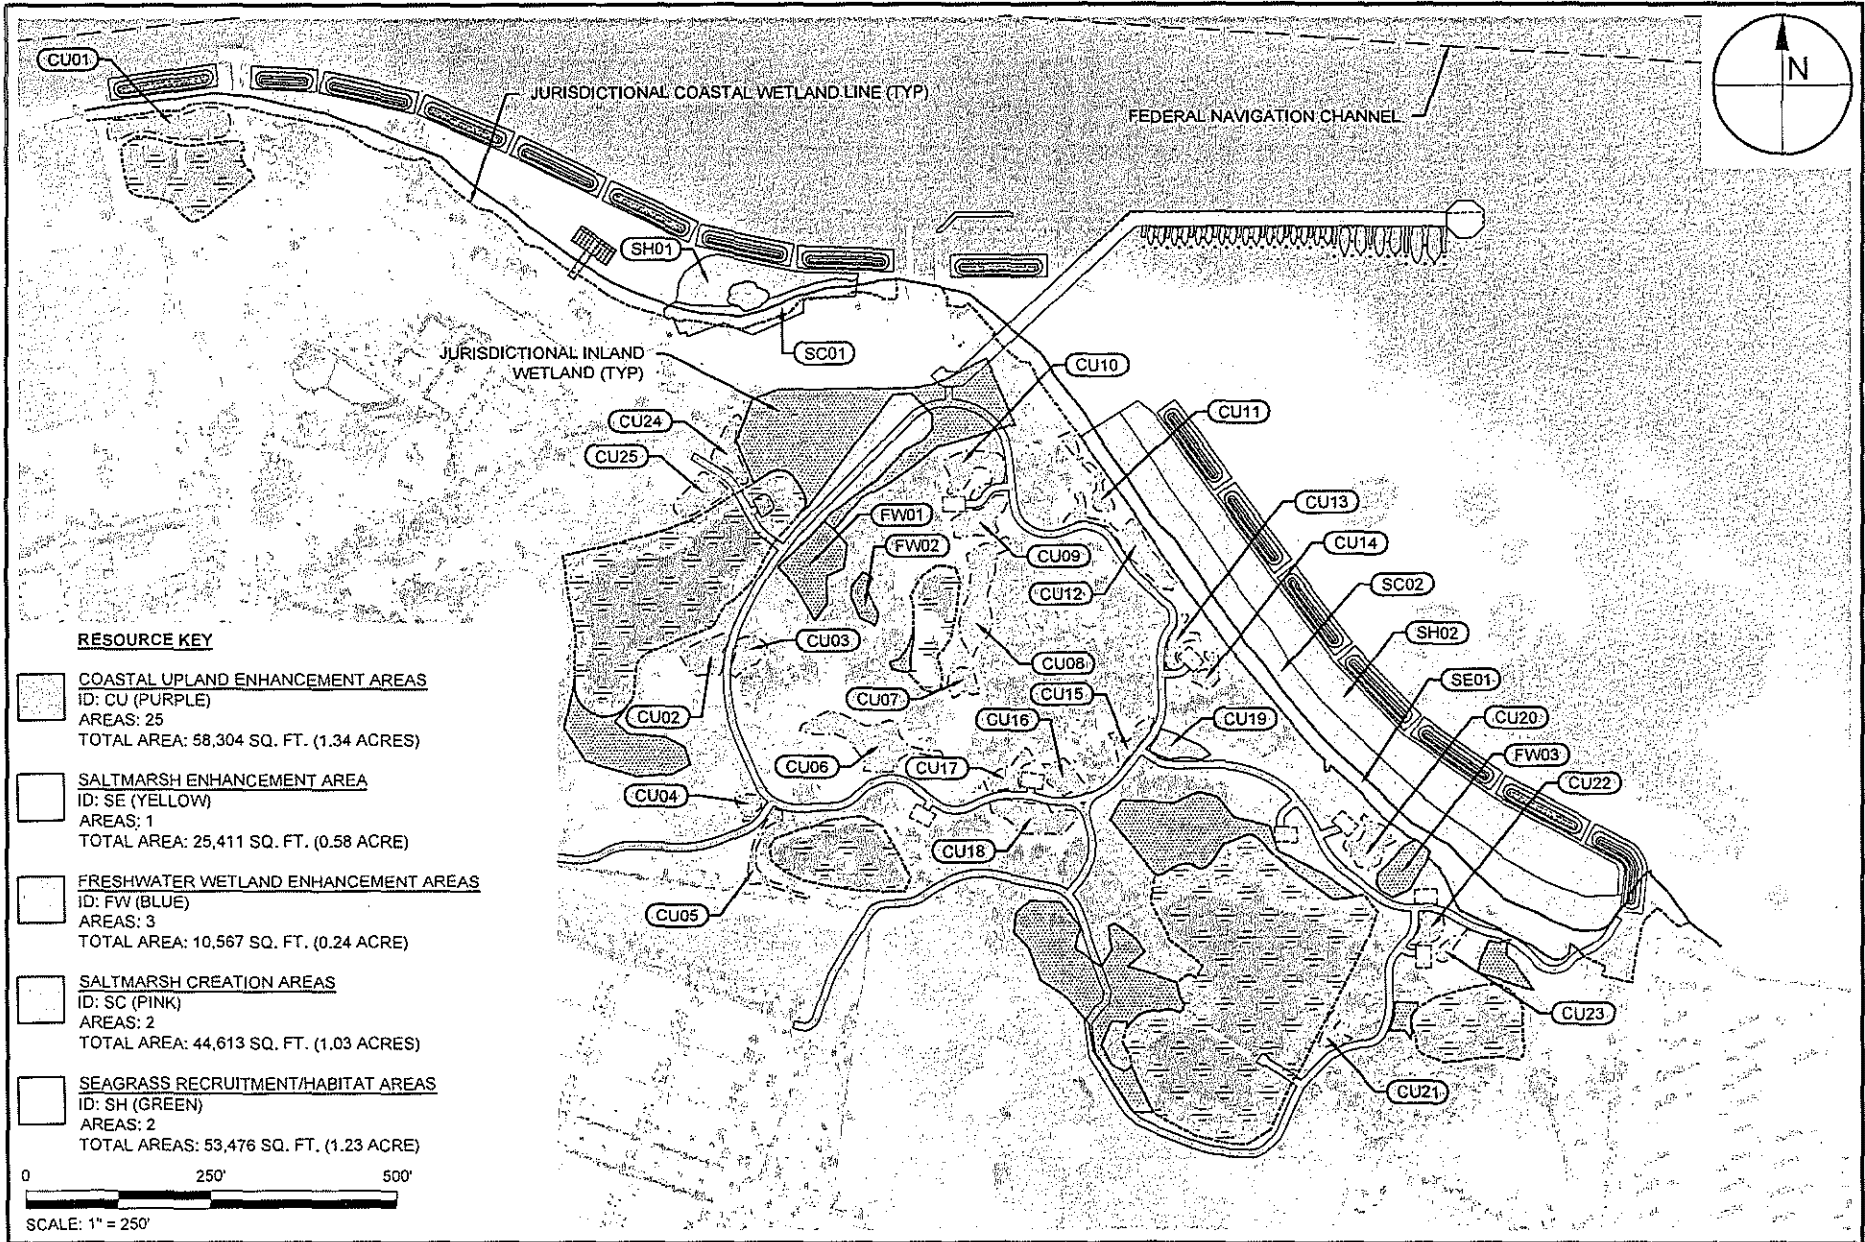 N
CU01
JURISDICTIONAL COASTAL WETLAND LINE (TYP)
FEDERAL NAVIGATION CHANNEL
SH01
SC01
JURISDICTIONAL INLAND
WETLAND (TYP)
CU10
CU24
CU11
CU25
CU13
FW01
CU14
FW02
CU09
SC02
CU12
SH02
CU03
CU08
SE01
CU07
CU15
CU02
CU16
CU19
CU20
FW03
CU06
CU17
CU22
CU04
CU18
CU05
CU23
CU21
RESOURCE KEY
COASTAL UPLAND ENHANCEMENT AREAS
ID: CU (PURPLE)
AREAS: 25
TOTAL AREA: 58,304 SQ. FT. (1.34 ACRES)
SALTMARSH ENHANCEMENT AREA
ID: SE (YELLOW)
AREAS: 1
TOTAL AREA: 25,411 SQ. FT. (0.58 ACRE)
FRESHWATER WETLAND ENHANCEMENT AREAS
ID: FW (BLUE)
AREAS: 3
TOTAL AREA: 10,567 SQ. FT. (0.24 ACRE)
SALTMARSH CREATION AREAS
ID: SC (PINK)
AREAS: 2
TOTAL AREA: 44,613 SQ. FT. (1.03 ACRES)
SEAGRASS RECRUITMENT/HABITAT AREAS
ID: SH (GREEN)
AREAS: 2
TOTAL AREAS: 53,476 SQ. FT. (1.23 ACRE)
0 250' 500'
SCALE: 1" = 250'